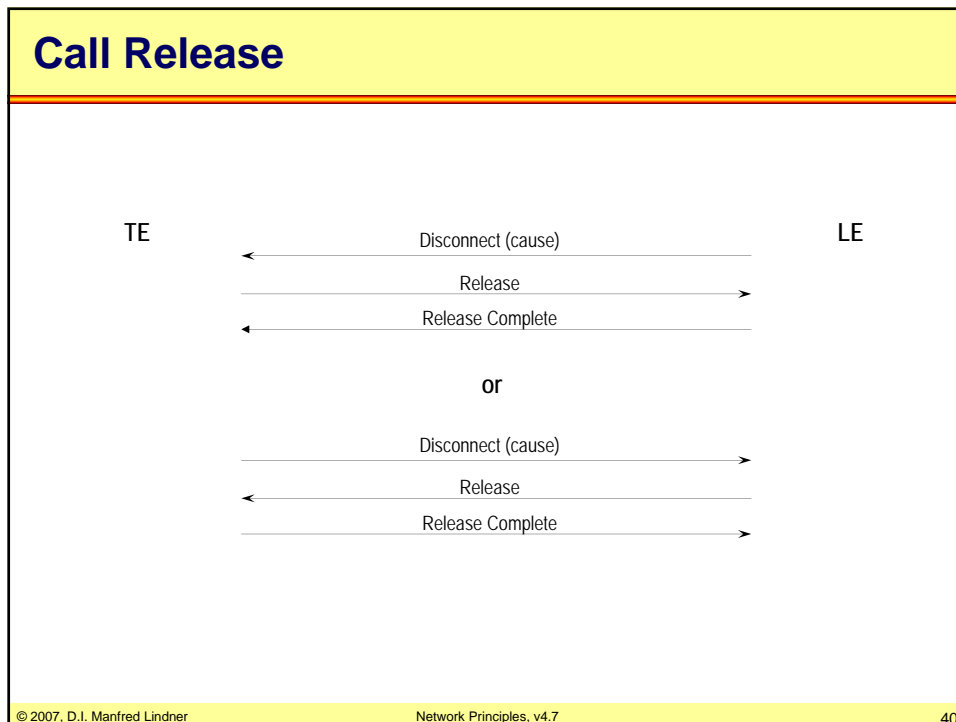 Call Release
TE
LE
Disconnect (cause)
Release
Release Complete
or
Disconnect (cause)
Release
Release Complete
© 2007, D.I. Manfred Lindner
Network Principles, v4.7
40